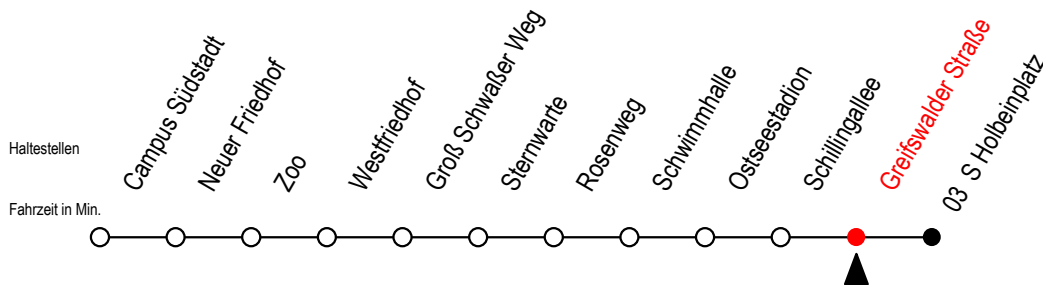 Haltestellen
Fahrzeit in Min.
Campus Südstadt
Neuer Friedhof
Zoo
Westfriedhof
Groß Schwaßer Weg
Sternwarte
Rosenweg
Schwimmhalle
Ostseestadion
Schillingallee
Greifswalder Straße
03 S Holbeinplatz